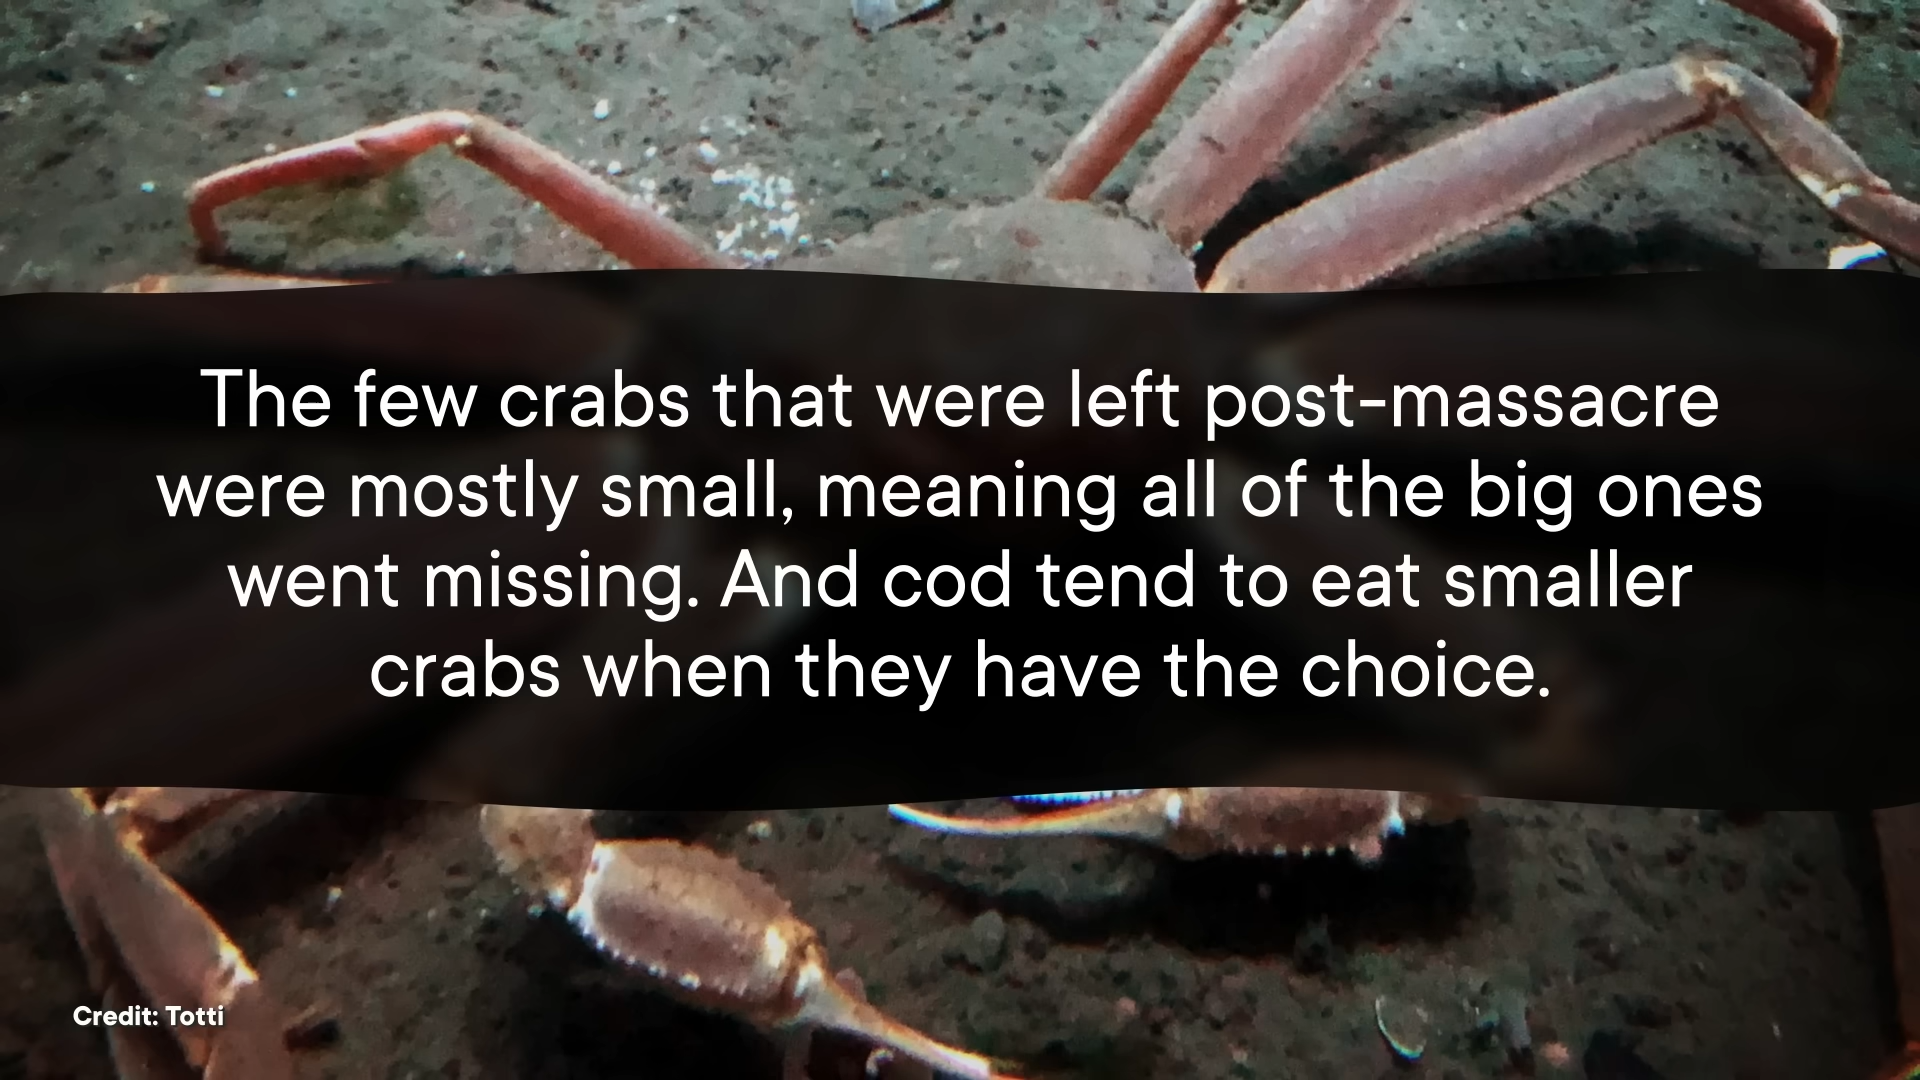 The few crabs that were left post-massacre
were mostly small, meaning all of the big ones
went missing. And cod tend to eat smaller
crabs when they have the choice.
Credit: Totti